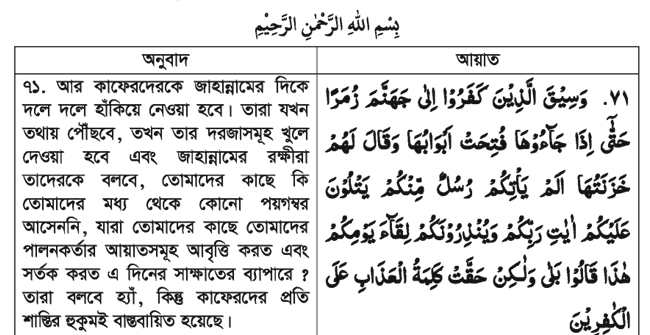 بِسْمِ اللهِ الرَّحْمٰنِ الرَّحِيْمِ
অনুবাদ
আয়াত
৭১. আর কাফেরদেরকে জাহান্নামের দিকে
দলে দলে হাঁকিয়ে নেওয়া হবে। তারা যখন
তথায় পৌঁছবে, তখন তার দরজাসমূহ খুলে
দেওয়া হবে এবং জাহান্নামের রক্ষীরা
তাদেরকে বলবে, তোমাদের কাছে কি
তোমাদের মধ্য থেকে কোনো পয়গম্বর
আসেননি, যারা তোমাদের কাছে তোমাদের
পালনকর্তার আয়াতসমূহ আবৃত্তি করত এবং
সর্তক করত এ দিনের সাক্ষাতের ব্যাপারে ?
তারা বলবে হ্যাঁ, কিন্তু কাফেরদের প্রতি
শাস্তির হুকুমই বাস্তবায়িত হয়েছে।
٧١. وَسِيْقَ الَّذِيْنَ كَفَرُوْا اِلٰى جَهَنَّمَ زُمَرًا
حَتّٰٓى اِذَا جَآءُوْهَا فُتِحَتْ اَبْوَابُهَا وَقَالَ لَهُمْ
خَزَنَتُهَا اَلَمْ يَاْتِكُمْ رُسُلٌ مِّنْكُمْ يَتْلُوْنَ
عَلَيْكُمْ اٰيٰتِ رَبِّكُمْ وَيُنْذِرُوْنَكُمْ لِقَآءَ يَوْمِكُمْ
هٰذَا قَالُوْا بَلٰى وَلٰكِنْ حَقَّتْ كَلِمَةُ الْعَذَابِ عَلَى
الْكٰفِرِيْنَ